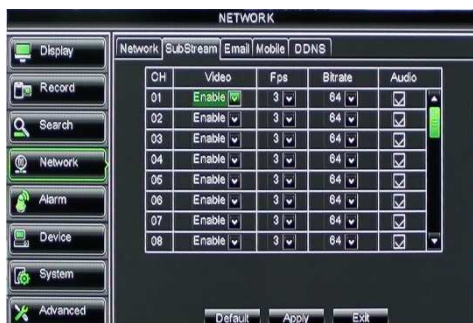 NETWORK
Display
Record
Search
Network
Alarm
Device
System
Advanced
Network SubStream Email Mobile DDNS
CH Video Fps Bitrate Audio
01 Enable 3 64
02 Enable 3 64
03 Enable 3 64
04 Enable 3 64
05 Enable 3 64
06 Enable 3 64
07 Enable 3 64
08 Enable 3 64
Default Apply Exit